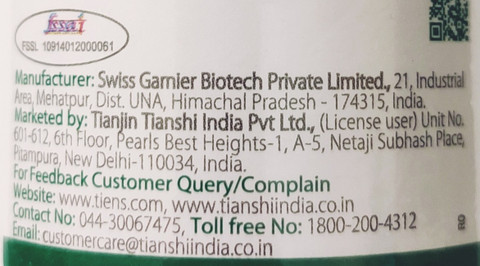 fssai
FSSL 10914012000061
Manufacturer: Swiss Garnier Biotech Private Limited., 21, Industrial
Area, Mehatpur, Dist. UNA, Himachal Pradesh - 174315, India.
Marketed by: Tianjin Tianshi India Pvt Ltd., (License user) Unit No.
601-612, 6th Floor, Pearls Best Heights-1, A-5, Netaji Subhash Place,
Pitampura, New Delhi-110034, India.
For Feedback Customer Query/Complain
Website: www.tiens.com, www.tianshiindia.co.in
Contact No: 044-30067475, Toll free No: 1800-200-4312
Email: customercare@tianshiindia.co.in